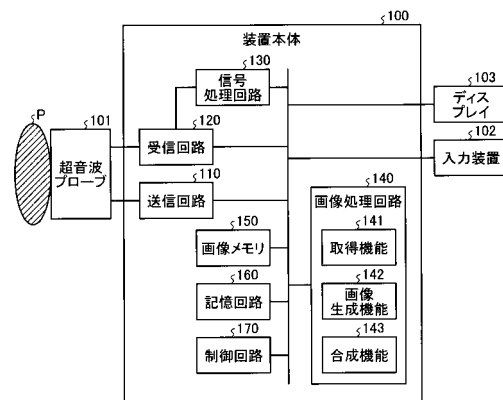 100
装置本体
130
信号
処理回路
103
ディス
プレイ
P
101
超音波
プローブ
120
受信回路
102
入力装置
110
送信回路
140
画像処理回路
141
取得機能
150
画像メモリ
142
画像
生成機能
160
記憶回路
143
合成機能
170
制御回路